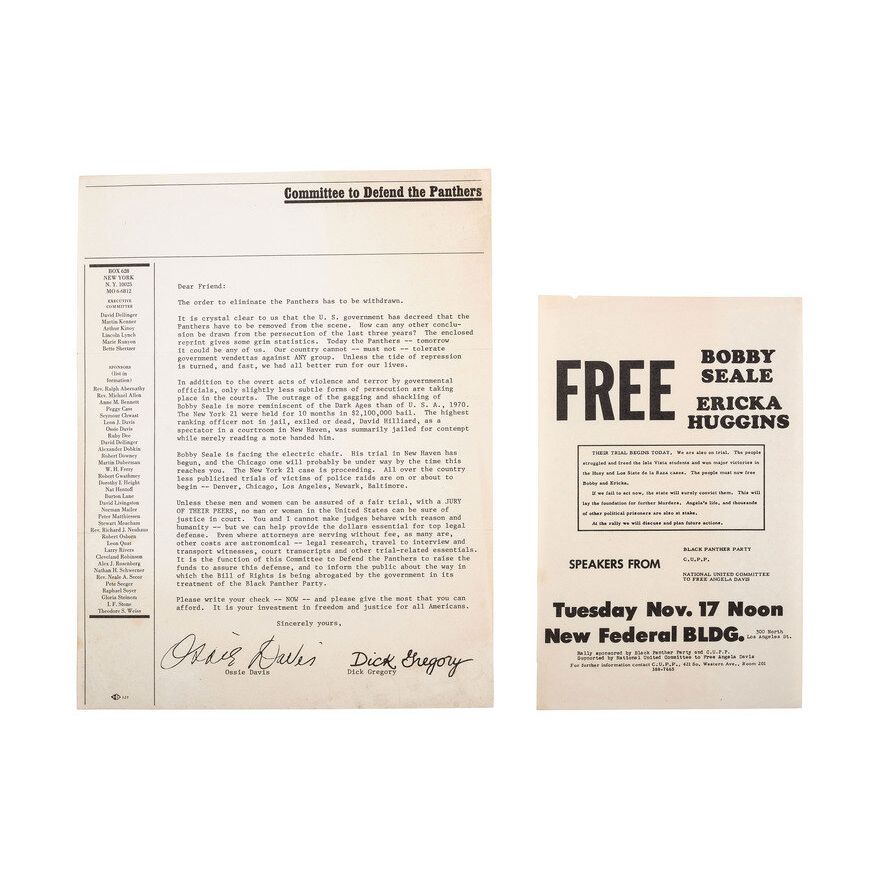 Committee to Defend the Panthers
BOX 628
NEW YORK
N. Y. 10025
MO 6-6812
EXECUTIVE
COMMITTEE
David Dellinger
Martin Kenner
Arthur Kinoy
Lincoln Lynch
Marie Runyon
Bette Shertzer
SPONSORS
(list in
formation)
Rev. Ralph Abernathy
Rev. Michael Allen
Anne M. Bennett
Peggy Cass
Seymour Chwast
Leon J. Davis
Ossie Davis
Ruby Dee
David Dellinger
Alexander Dobkin
Robert Downey
Martin Duberman
W. H. Ferry
Robert Gwathmey
Dorothy I. Height
Nat Hentoff
Burton Lane
David Livingston
Norman Mailer
Peter Matthiessen
Stewart Meacham
Rev. Richard J. Neuhaus
Robert Osborn
Leon Quat
Larry Rivers
Cleveland Robinson
Alex J. Rosenberg
Nathan H. Schwerner
Rev. Neale A. Secor
Pete Seeger
Raphael Soyer
Gloria Steinem
I. F. Stone
Theodore S. Weiss
Dear Friend:
The order to eliminate the Panthers has to be withdrawn.
It is crystal clear to us that the U. S. government has decreed that the
Panthers have to be removed from the scene. How can any other conclu-
sion be drawn from the persecution of the last three years? The enclosed
reprint gives some grim statistics. Today the Panthers -- tomorrow
it could be any of us. Our country cannot -- must not -- tolerate
government vendettas against ANY group. Unless the tide of repression
is turned, and fast, we had all better run for our lives.
In addition to the overt acts of violence and terror by governmental
officials, only slightly less subtle forms of persecution are taking
place in the courts. The outrage of the gagging and shackling of
Bobby Seale is more reminiscent of the Dark Ages than of U. S. A., 1970.
The New York 21 were held for 10 months in $2,100,000 bail. The highest
ranking officer not in jail, exiled or dead, David Hilliard, as a
spectator in a courtroom in New Haven, was summarily jailed for contempt
while merely reading a note handed him.
Bobby Seale is facing the electric chair. His trial in New Haven has
begun, and the Chicago one will probably be under way by the time this
reaches you. The New York 21 case is proceeding. All over the country
less publicized trials of victims of police raids are on or about to
begin -- Denver, Chicago, Los Angeles, Newark, Baltimore.
Unless these men and women can be assured of a fair trial, with a JURY
OF THEIR PEERS, no man or woman in the United States can be sure of
justice in court. You and I cannot make judges behave with reason and
humanity -- but we can help provide the dollars essential for top legal
defense. Even where attorneys are serving without fee, as many are,
other costs are astronomical -- legal research, travel to interview and
transport witnesses, court transcripts and other trial-related essentials.
It is the function of this Committee to Defend the Panthers to raise the
funds to assure this defense, and to inform the public about the way in
which the Bill of Rights is being abrogated by the government in its
treatment of the Black Panther Party.
Please write your check -- NOW -- and please give the most that you can
afford. It is your investment in freedom and justice for all Americans.
Sincerely yours,
Ossie Davis Dick Gregory
Ossie Davis Dick Gregory
FREE
BOBBY
SEALE
ERICKA
HUGGINS
THEIR TRIAL BEGINS TODAY. We are also on trial. The people
struggled and freed the Isla Vista students and won major victories in
the Huey and Los Siete de la Raza cases. The people must now free
Bobby and Ericka.
If we fail to act now, the state will surely convict them. This will
lay the foundation for further Murders. Angela's life, and thousands
of other political prisoners are also at stake.
At the rally we will discuss and plan future actions.
SPEAKERS FROM
BLACK PANTHER PARTY
C.U.P.P.
NATIONAL UNITED COMMITTEE
TO FREE ANGELA DAVIS
Tuesday Nov. 17 Noon
New Federal BLDG. 300 North
Los Angeles St.
Rally sponsored by Black Panther Party and C.U.P.P.
Supported by National United Committee to Free Angela Davis
For further information contact C.U.P.P., 621 So. Western Ave., Room 201
388-7665